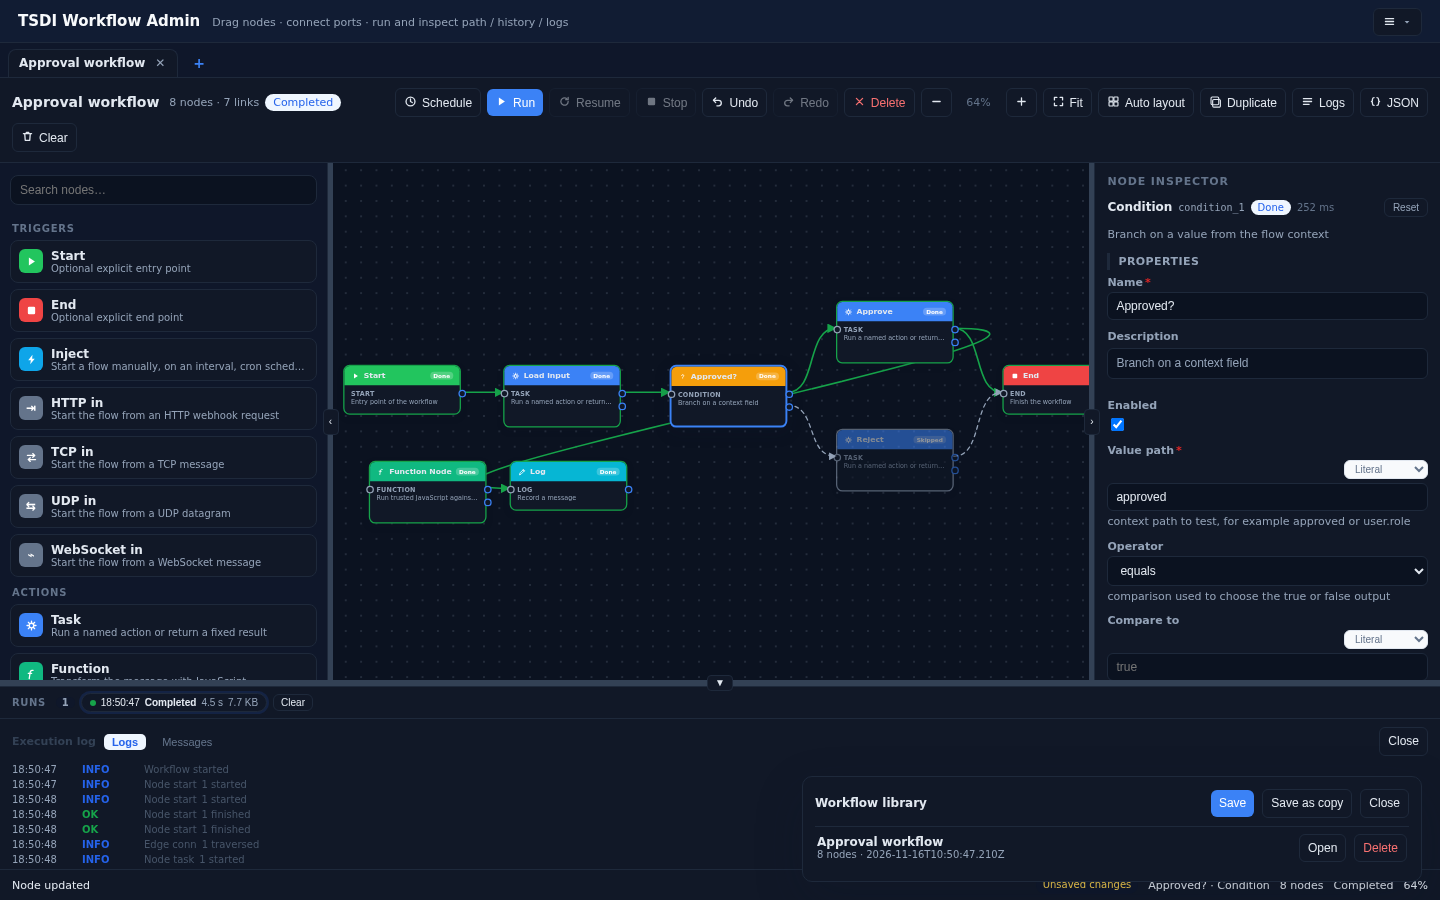 TSDI Workflow Admin Drag nodes · connect ports · run and inspect path / history / logs
Approval workflow ✕ +
Approval workflow 8 nodes · 7 links Completed
Schedule Run Resume Stop Undo Redo Delete − 64% + Fit Auto layout Duplicate Logs JSON
Clear
Search nodes…
TRIGGERS
Start
Optional explicit entry point
End
Optional explicit end point
Inject
Start a flow manually, on an interval, cron sched…
HTTP in
Start the flow from an HTTP webhook request
TCP in
Start the flow from a TCP message
UDP in
Start the flow from a UDP datagram
WebSocket in
Start the flow from a WebSocket message
ACTIONS
Task
Run a named action or return a fixed result
Function
Transform the message with JavaScript
Start Done
START
Entry point of the workflow
Load input Done
TASK
Run a named action or return…
Approved? Done
CONDITION
Branch on a context field
Approve Done
TASK
Run a named action or return…
Reject Skipped
TASK
Run a named action or return…
End
END
Finish the workflow
Function Node Done
FUNCTION
Run trusted JavaScript agains…
Log Done
LOG
Record a message
NODE INSPECTOR
Condition condition_1 Done 252 ms Reset
Branch on a value from the flow context
PROPERTIES
Name *
Approved?
Description
Branch on a context field
Enabled
Value path *
Literal
approved
context path to test, for example approved or user.role
Operator
equals
comparison used to choose the true or false output
Compare to
Literal
true
RUNS 1 18:50:47 Completed 4.5 s 7.7 KB Clear
Execution log Logs Messages Close
18:50:47 INFO Workflow started
18:50:47 INFO Node start_1 started
18:50:48 INFO Node start_1 started
18:50:48 OK Node start_1 finished
18:50:48 OK Node start_1 finished
18:50:48 INFO Edge conn_1 traversed
18:50:48 INFO Node task_1 started
Workflow library Save Save as copy Close
Approval workflow
8 nodes · 2026-11-16T10:50:47.210Z
Open Delete
Node updated Unsaved changes Approved? · Condition 8 nodes Completed 64%